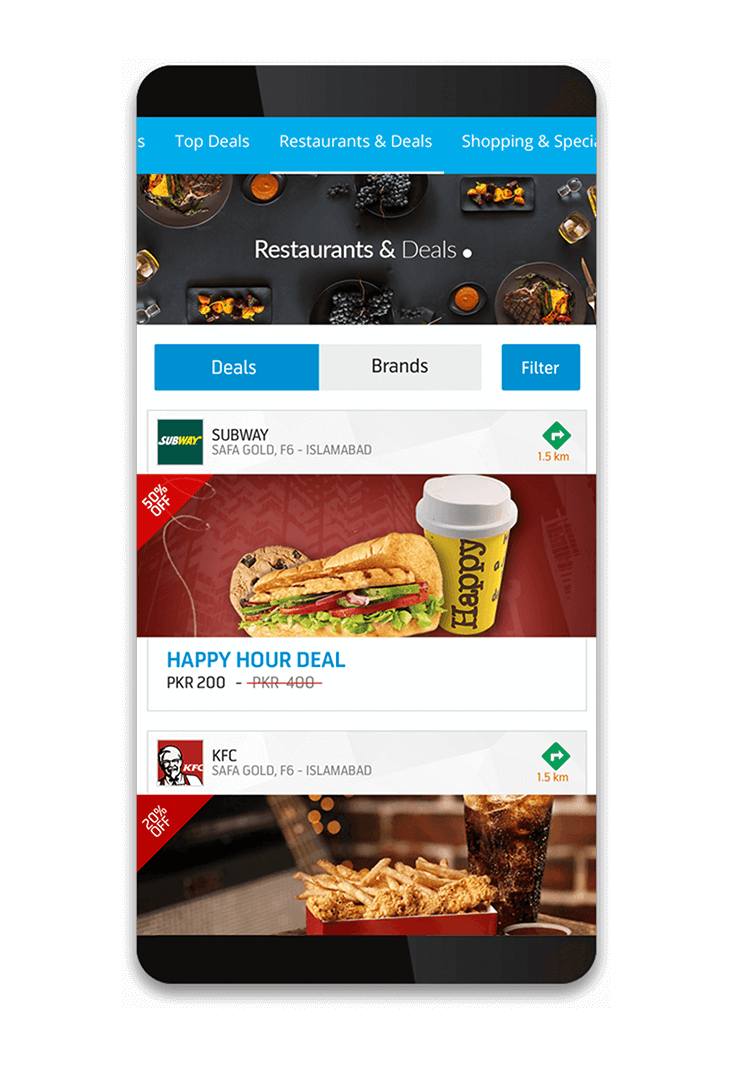 s
Top Deals
Restaurants & Deals
Shopping & Specia
Restaurants & Deals
Deals
Brands
Filter
SUBWAY
SUBWAY
SAFA GOLD, F6 - ISLAMABAD
1.5 km
50%
OFF
Happy
HAPPY HOUR DEAL
PKR 200 - PKR 400
KFC
KFC
SAFA GOLD, F6 - ISLAMABAD
1.5 km
20%
OFF